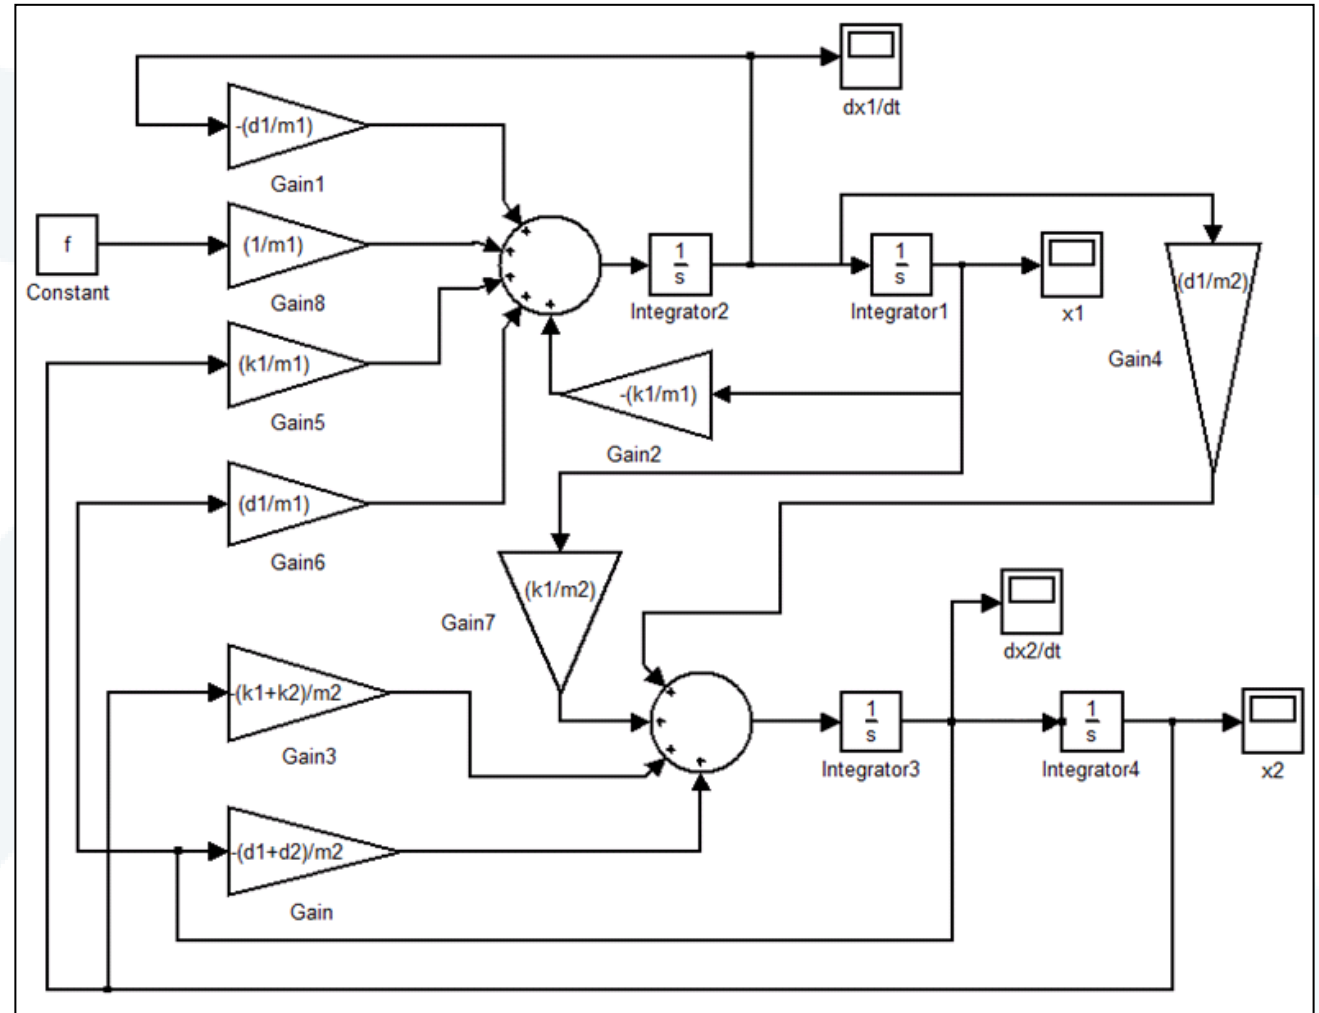 dx1/dt
-(d1/m1)
Gain1
f
Constant
(1/m1)
Gain8
1
s
Integrator2
1
s
Integrator1
x1
(d1/m2)
Gain4
(k1/m1)
Gain5
-(k1/m1)
Gain2
(d1/m1)
Gain6
(k1/m2)
Gain7
dx2/dt
-(k1+k2)/m2
Gain3
1
s
Integrator3
1
s
Integrator4
x2
-(d1+d2)/m2
Gain